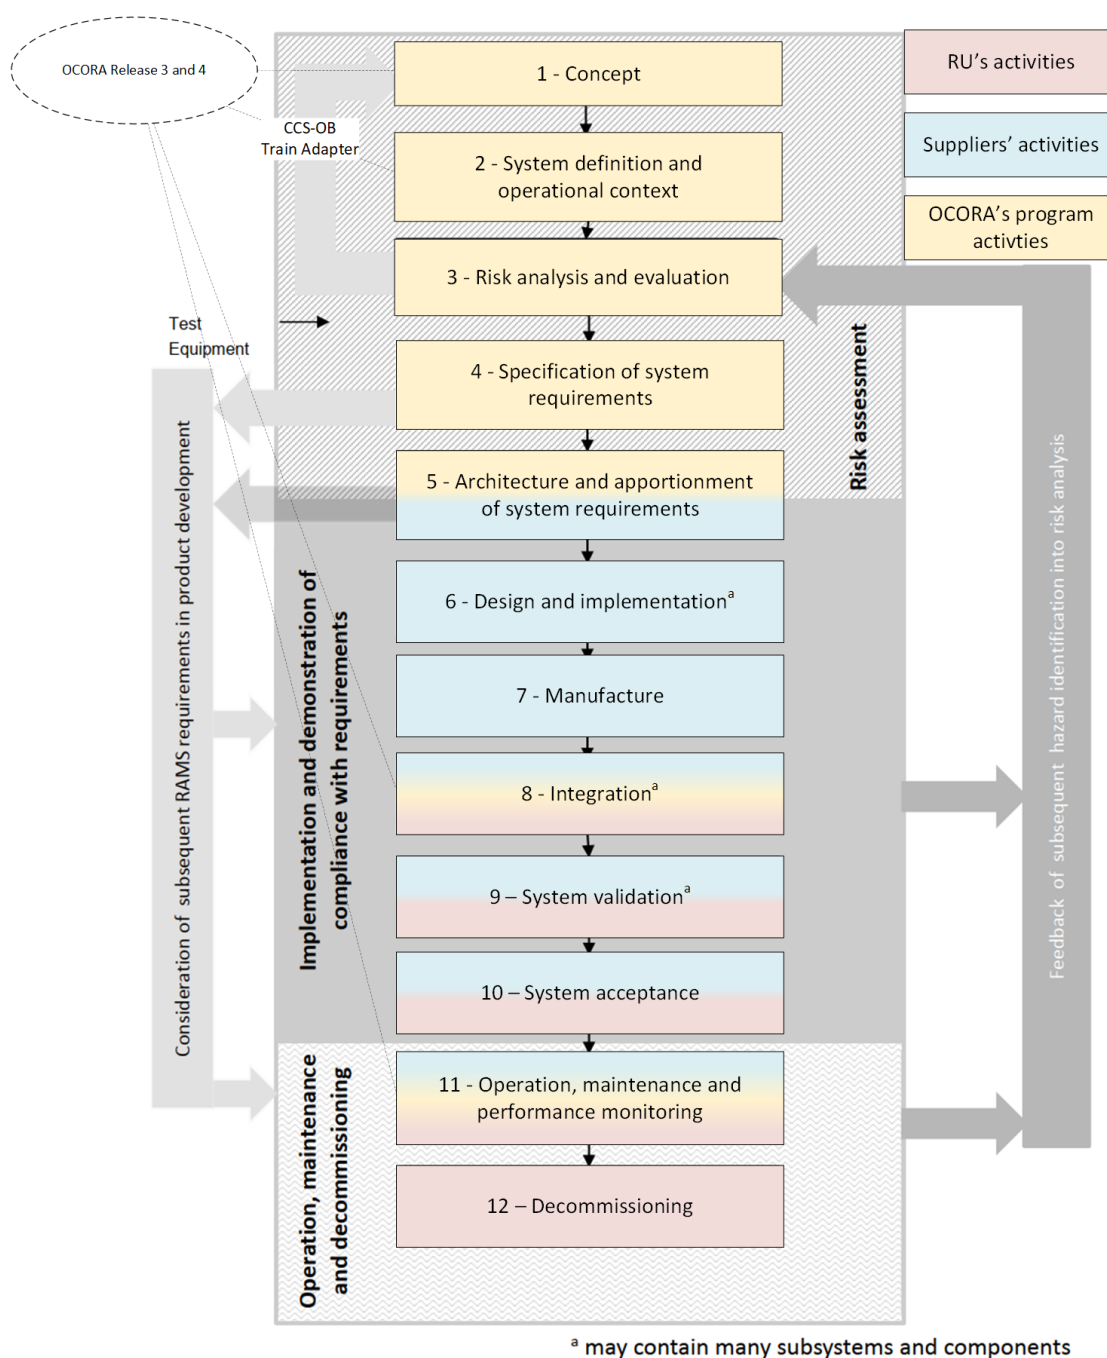 OCORA Release 3 and 4
CCS-OB
Train Adapter
1 - Concept
2 - System definition and
operational context
3 - Risk analysis and evaluation
4 - Specification of system
requirements
5 - Architecture and apportionment
of system requirements
6 - Design and implementationª
7 - Manufacture
8 - Integrationª
9 – System validationª
10 – System acceptance
11 - Operation, maintenance and
performance monitoring
12 – Decommissioning
RU's activities
Suppliers' activities
OCORA's program
activties
Test
Equipment
Consideration of subsequent RAMS requirements in product development
Risk assessment
Implementation and demonstration of
compliance with requirements
Operation, maintenance
and decommissioning
Feedback of subsequent hazard identification into risk analysis
ª may contain many subsystems and components